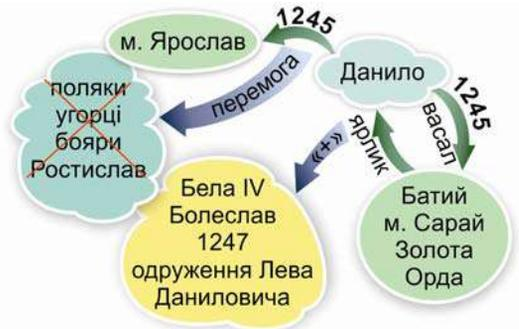 1245
м. Ярослав
Данило
перемога
1245
васал
поляки
угорці
бояри
Ростислав
«+»
ярлик
Бела IV
Болеслав
1247
одруження Лева
Даниловича
Батий
м. Сарай
Золота
Орда